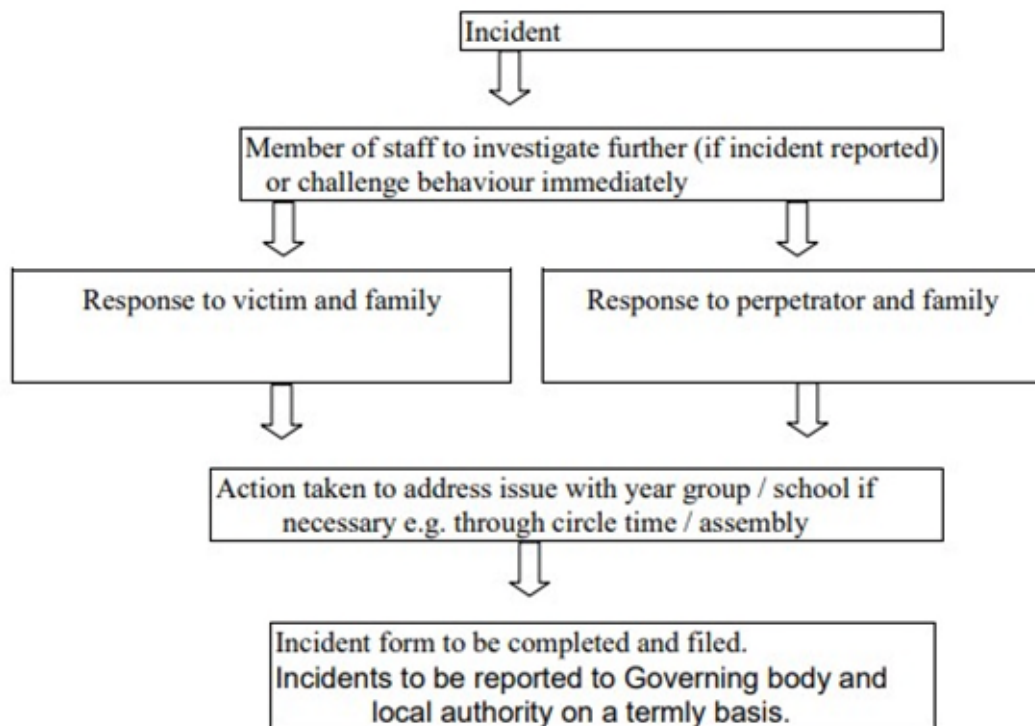 Incident
Member of staff to investigate further (if incident reported)
or challenge behaviour immediately
Response to victim and family
Response to perpetrator and family
Action taken to address issue with year group / school if
necessary e.g. through circle time / assembly
Incident form to be completed and filed.
Incidents to be reported to Governing body and
local authority on a termly basis.